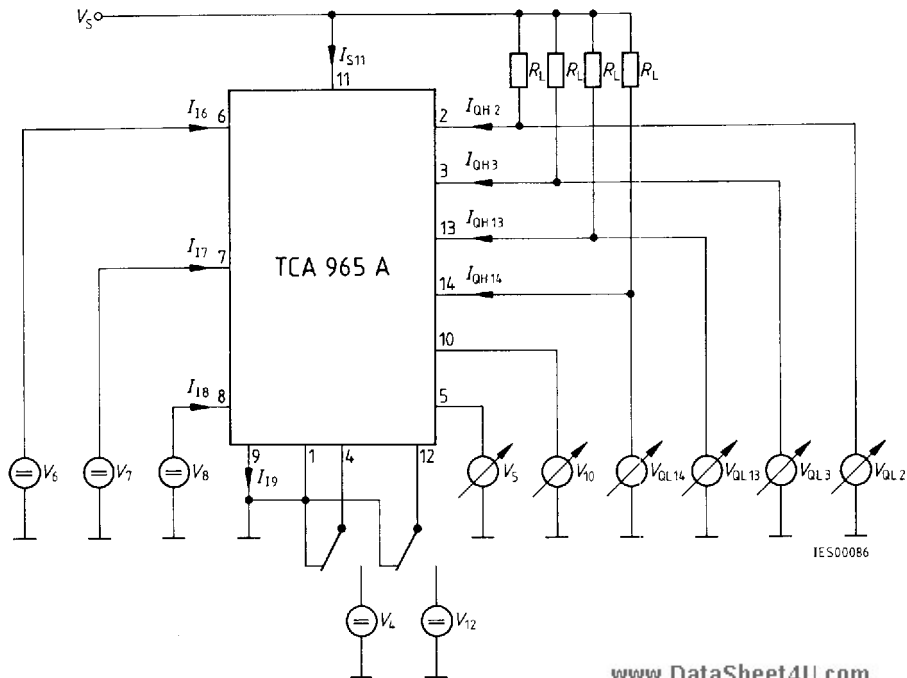 V_S
I_S11
11
R_L R_L R_L R_L
I_I6
6
2
I_QH2
3
I_QH3
I_I7
7
13
I_QH13
TCA 965 A
14
I_QH14
10
I_I8
8
5
9
1
4
12
I_I9
V_6
V_7
V_8
V_5
V_10
V_QL14
V_QL13
V_QL3
V_QL2
IES00086
V_4
V_12
www.DataSheet4U.com